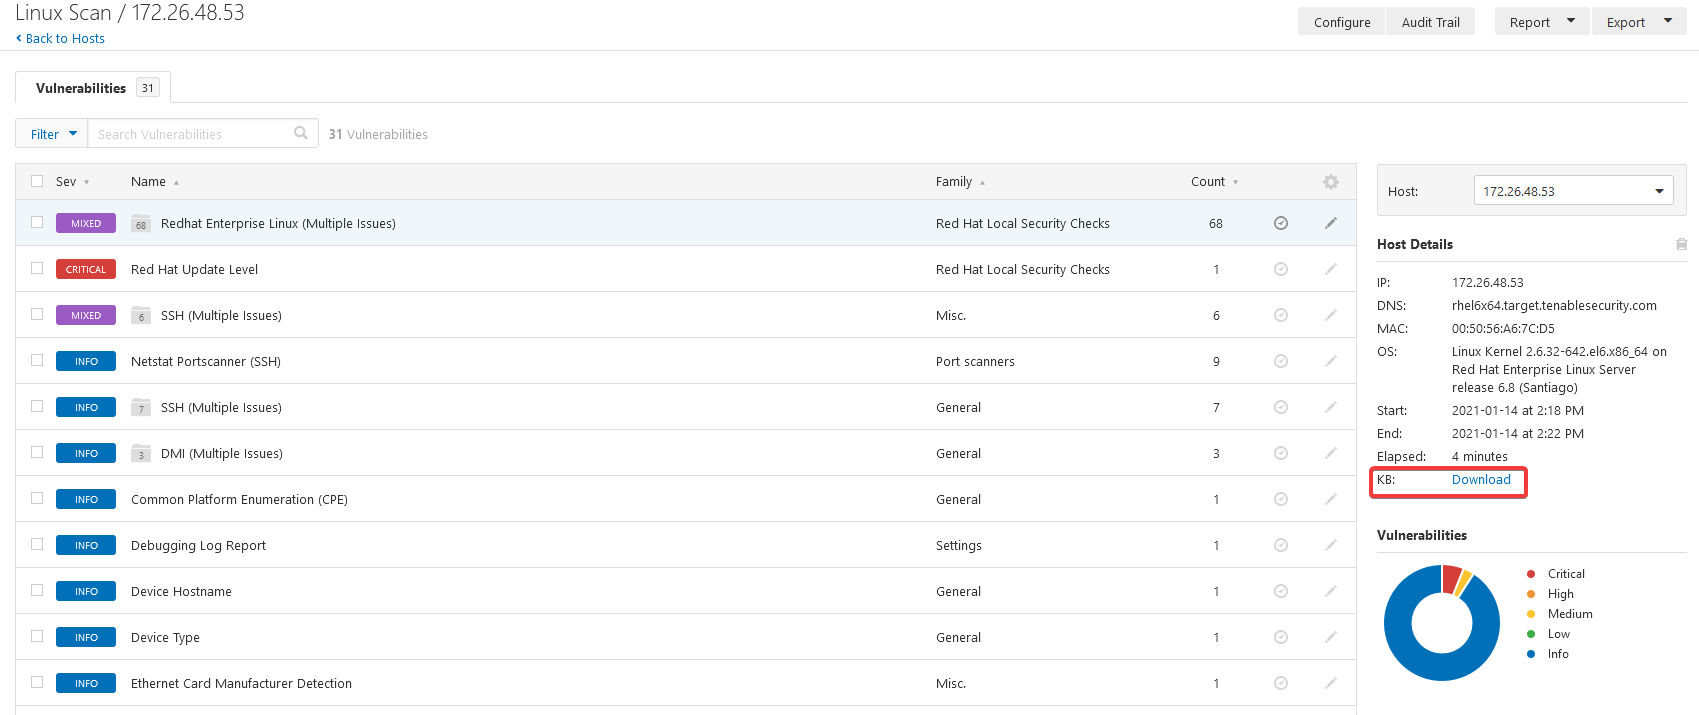 Linux Scan / 172.26.48.53
Back to Hosts
Configure Audit Trail Report Export
Vulnerabilities 31
Filter Search Vulnerabilities 31 Vulnerabilities
Sev Name Family Count
MIXED 68 Redhat Enterprise Linux (Multiple Issues) Red Hat Local Security Checks 68
CRITICAL Red Hat Update Level Red Hat Local Security Checks 1
MIXED 6 SSH (Multiple Issues) Misc. 6
INFO Netstat Portscanner (SSH) Port scanners 9
INFO 7 SSH (Multiple Issues) General 7
INFO 3 DMI (Multiple Issues) General 3
INFO Common Platform Enumeration (CPE) General 1
INFO Debugging Log Report Settings 1
INFO Device Hostname General 1
INFO Device Type General 1
INFO Ethernet Card Manufacturer Detection Misc. 1
Host: 172.26.48.53
Host Details
IP: 172.26.48.53
DNS: rhel6x64.target.tenablesecurity.com
MAC: 00:50:56:A6:7C:D5
OS: Linux Kernel 2.6.32-642.el6.x86_64 on
Red Hat Enterprise Linux Server
release 6.8 (Santiago)
Start: 2021-01-14 at 2:18 PM
End: 2021-01-14 at 2:22 PM
Elapsed: 4 minutes
KB: Download
Vulnerabilities
Critical
High
Medium
Low
Info